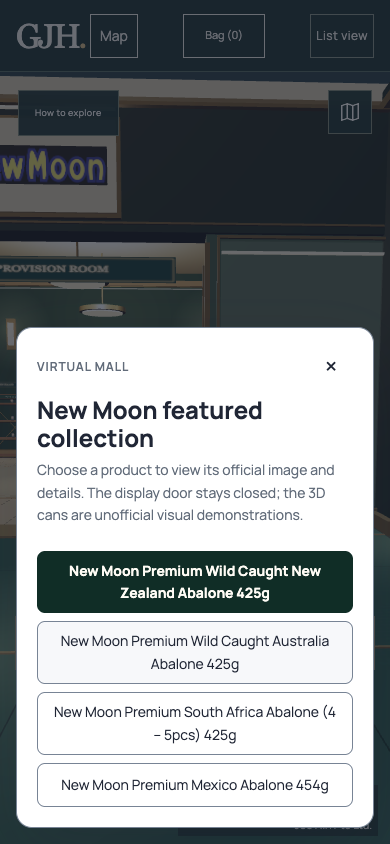 GJH.
Map
Bag (0)
List view
How to explore
wMoon
PROVISION ROOM
VIRTUAL MALL
×
New Moon featured
collection
Choose a product to view its official image and
details. The display door stays closed; the 3D
cans are unofficial visual demonstrations.
New Moon Premium Wild Caught New
Zealand Abalone 425g
New Moon Premium Wild Caught Australia
Abalone 425g
New Moon Premium South Africa Abalone (4
– 5pcs) 425g
New Moon Premium Mexico Abalone 454g